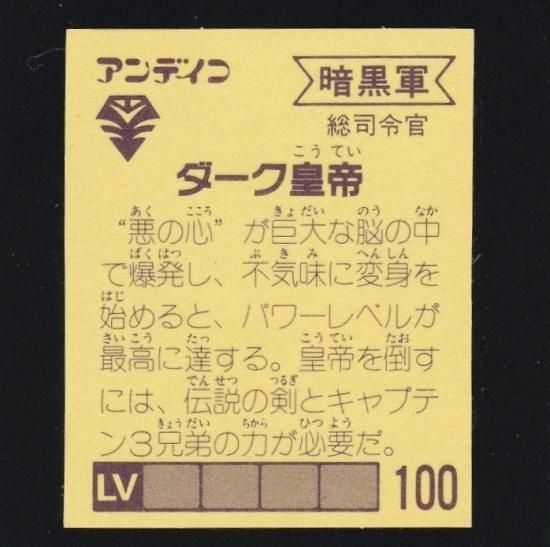 アンデイコ
暗黒軍
総司令官
こうてい
ダーク皇帝
あく こころ きょだい のう なか
“悪の心” が巨大な脳の中
ばくはつ ぶきみ へんしん
で爆発し、不気味に変身を
はじ
始めると、パワーレベルが
さいこう たっ こうてい たお
最高に達する。皇帝を倒す
でんせつ つるぎ
には、伝説の剣とキャプテ
きょうだい ちから ひつよう
ン3兄弟の力が必要だ。
LV 100